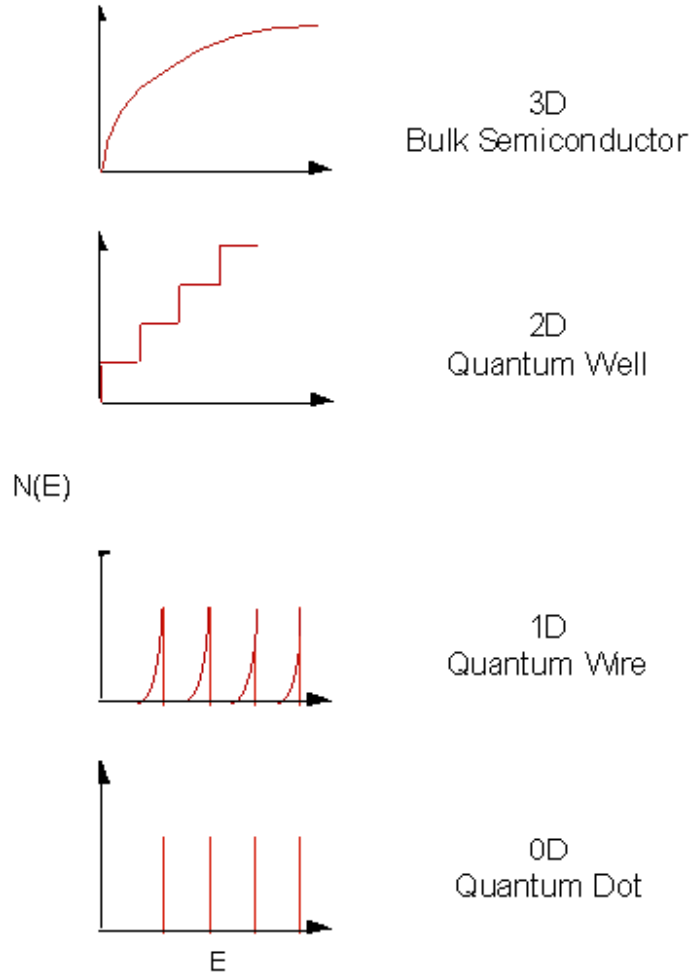 3D
Bulk Semiconductor
2D
Quantum Well
N(E)
1D
Quantum Wire
0D
Quantum Dot
E